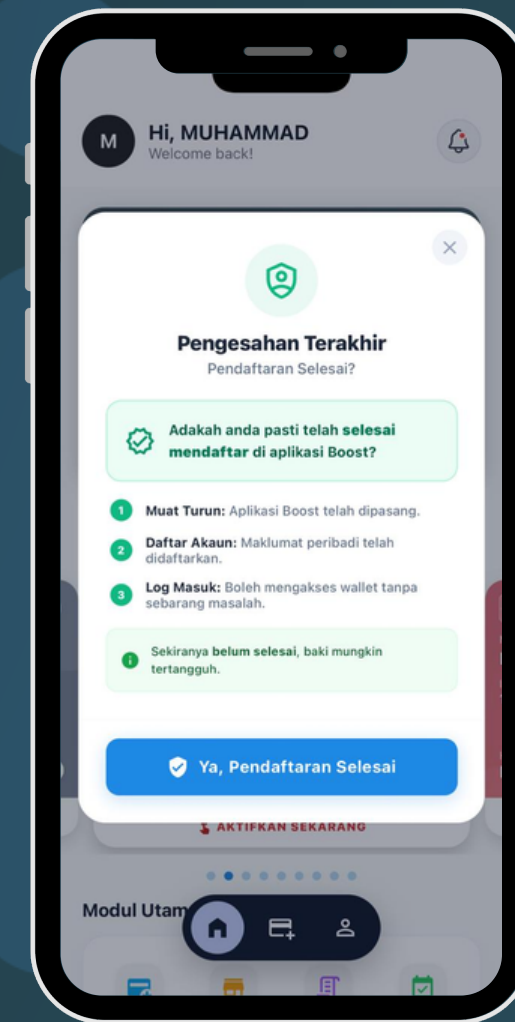 M
Hi, MUHAMMAD
Welcome back!
Pengesahan Terakhir
Pendaftaran Selesai?
Adakah anda pasti telah selesai
mendaftar di aplikasi Boost?
1 Muat Turun: Aplikasi Boost telah dipasang.
2 Daftar Akaun: Maklumat peribadi telah
didaftarkan.
3 Log Masuk: Boleh mengakses wallet tanpa
sebarang masalah.
Sekiranya belum selesai, baki mungkin
tertangguh.
Ya, Pendaftaran Selesai
AKTIFKAN SEKARANG
Modul Utam